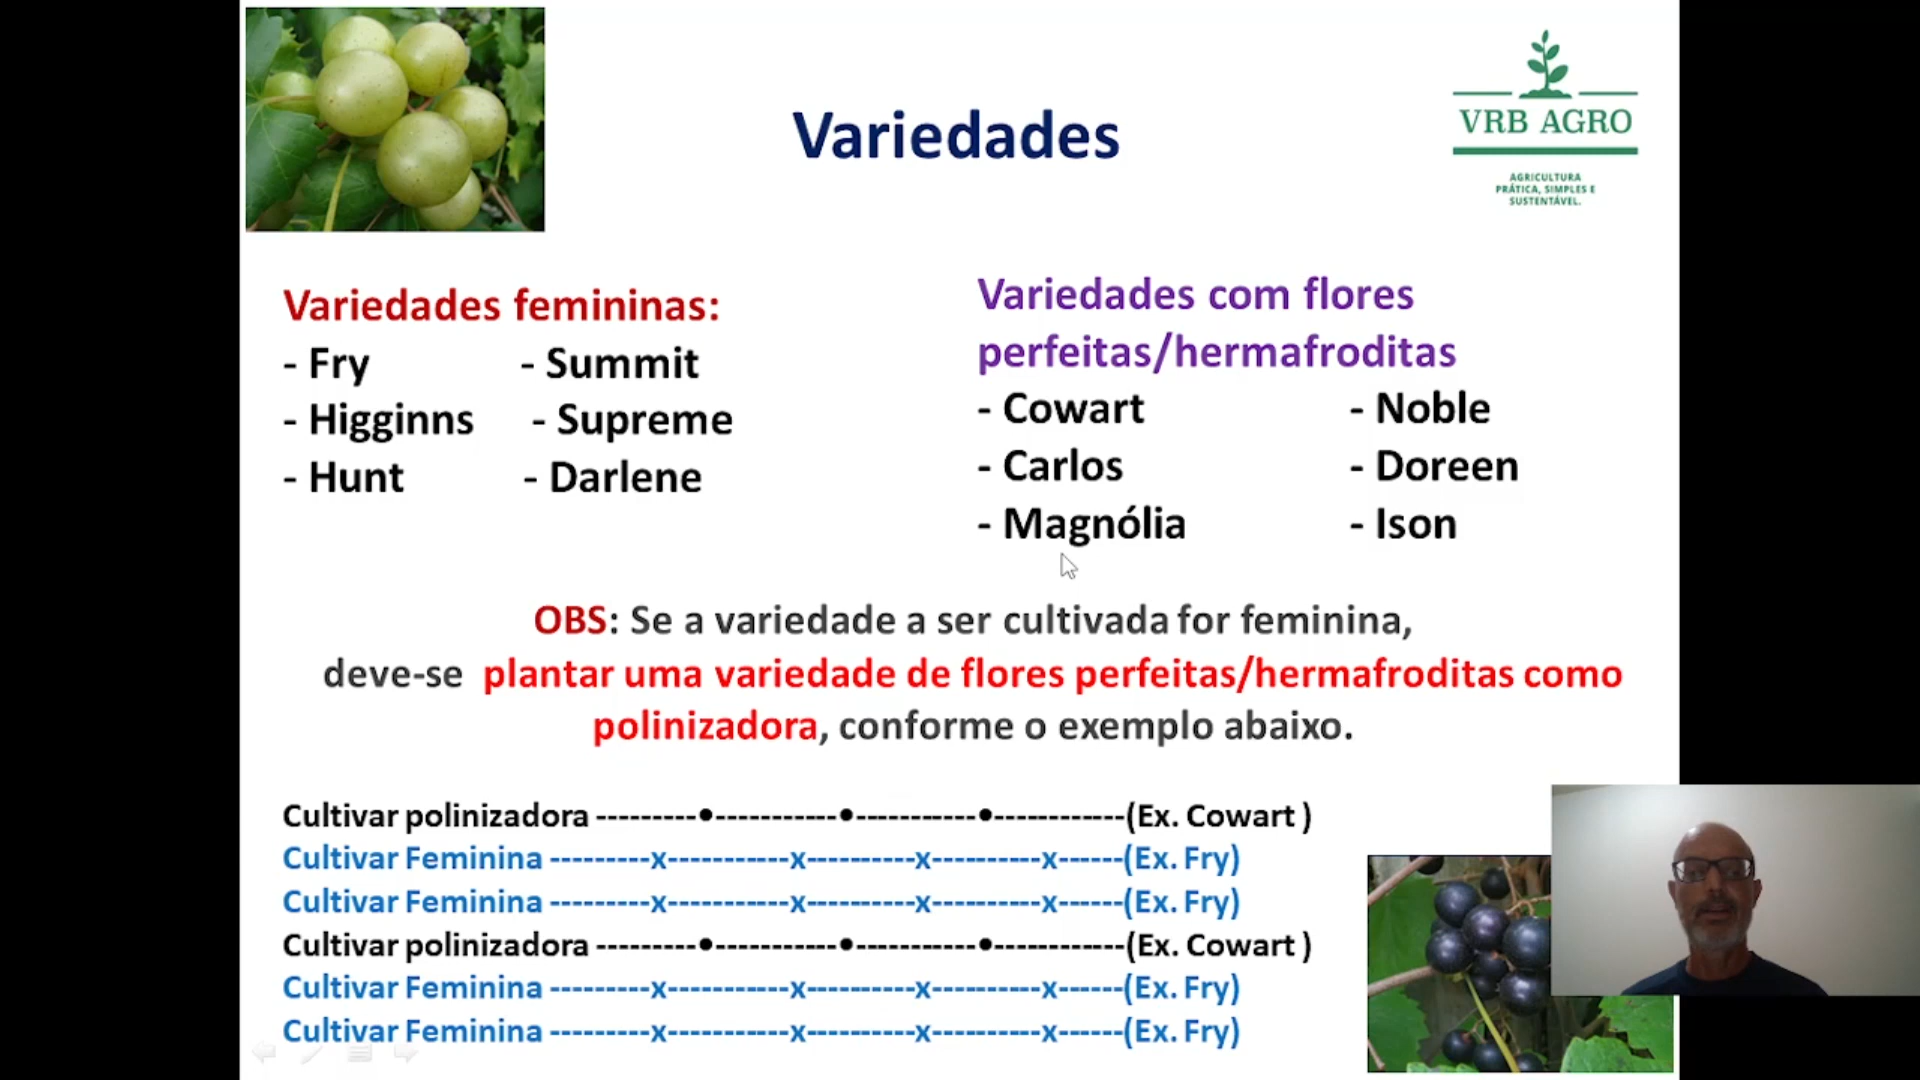 Variedades
VRB AGRO
AGRICULTURA
PRÁTICA, SIMPLES E
SUSTENTÁVEL.
Variedades femininas:
- Fry - Summit
- Higginns - Supreme
- Hunt - Darlene
Variedades com flores
perfeitas/hermafroditas
- Cowart - Noble
- Carlos - Doreen
- Magnólia - Ison
OBS: Se a variedade a ser cultivada for feminina,
deve-se plantar uma variedade de flores perfeitas/hermafroditas como
polinizadora, conforme o exemplo abaixo.
Cultivar polinizadora ---------•-----------•-----------•------------(Ex. Cowart )
Cultivar Feminina ---------x-----------x----------x----------x------(Ex. Fry)
Cultivar Feminina ---------x-----------x----------x----------x------(Ex. Fry)
Cultivar polinizadora ---------•-----------•-----------•------------(Ex. Cowart )
Cultivar Feminina ---------x-----------x----------x----------x------(Ex. Fry)
Cultivar Feminina ---------x-----------x----------x----------x------(Ex. Fry)